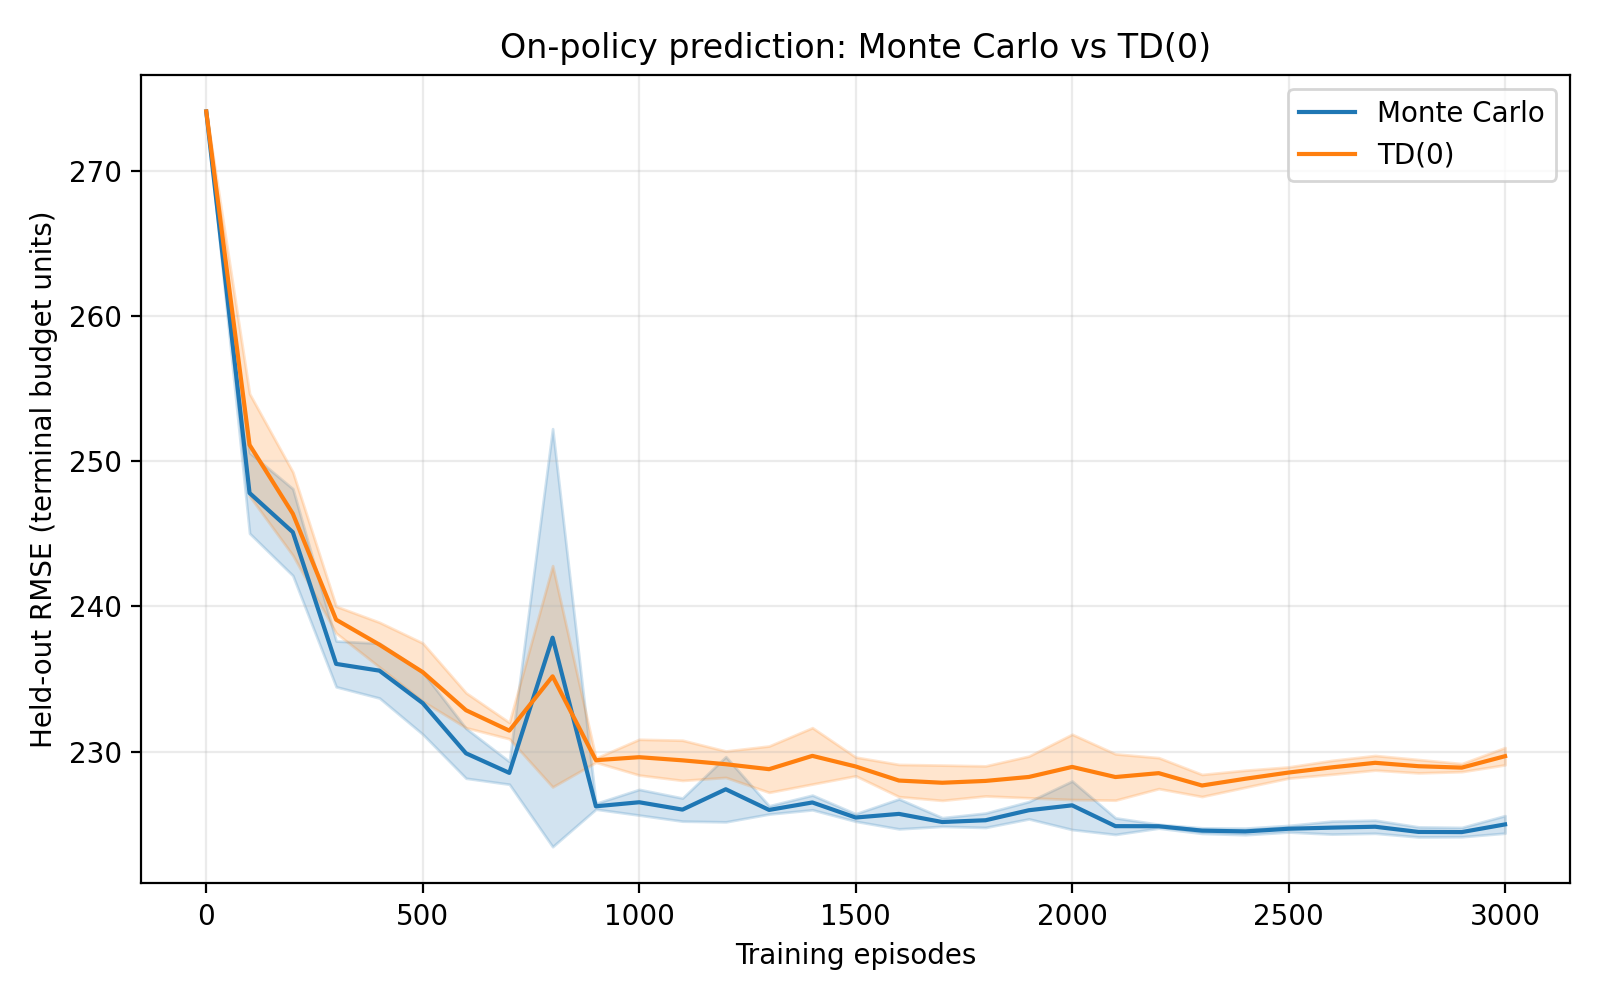 On-policy prediction: Monte Carlo vs TD(0)
Held-out RMSE (terminal budget units)
270
260
250
240
230
Monte Carlo
TD(0)
0 500 1000 1500 2000 2500 3000
Training episodes